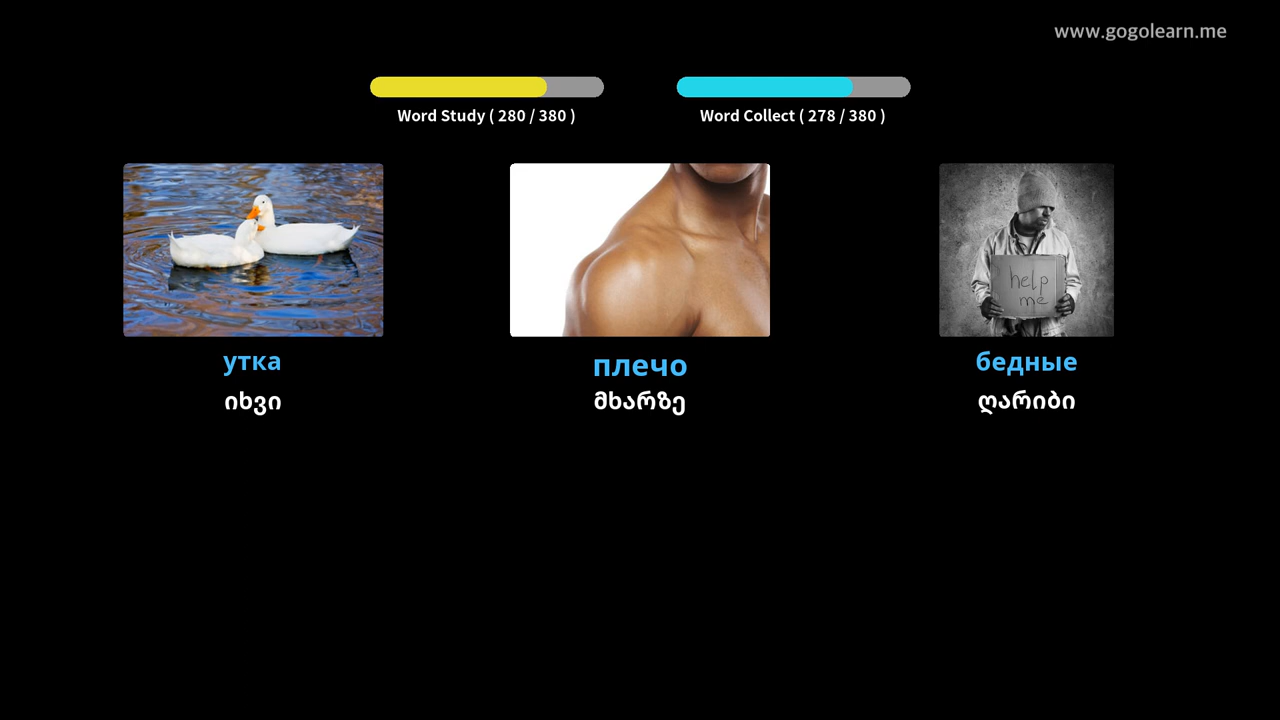 www.gogolearn.me
Word Study ( 280 / 380 )
Word Collect ( 278 / 380 )
help
me
утка
плечо
бедные
იხვი
მხარზე
ღარიბი